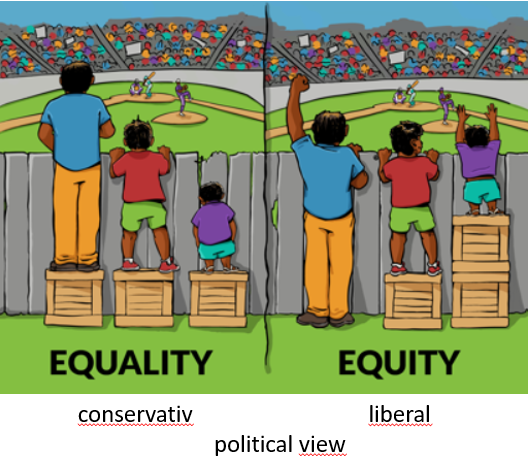 EQUALITY EQUITY
conservativ liberal
political view